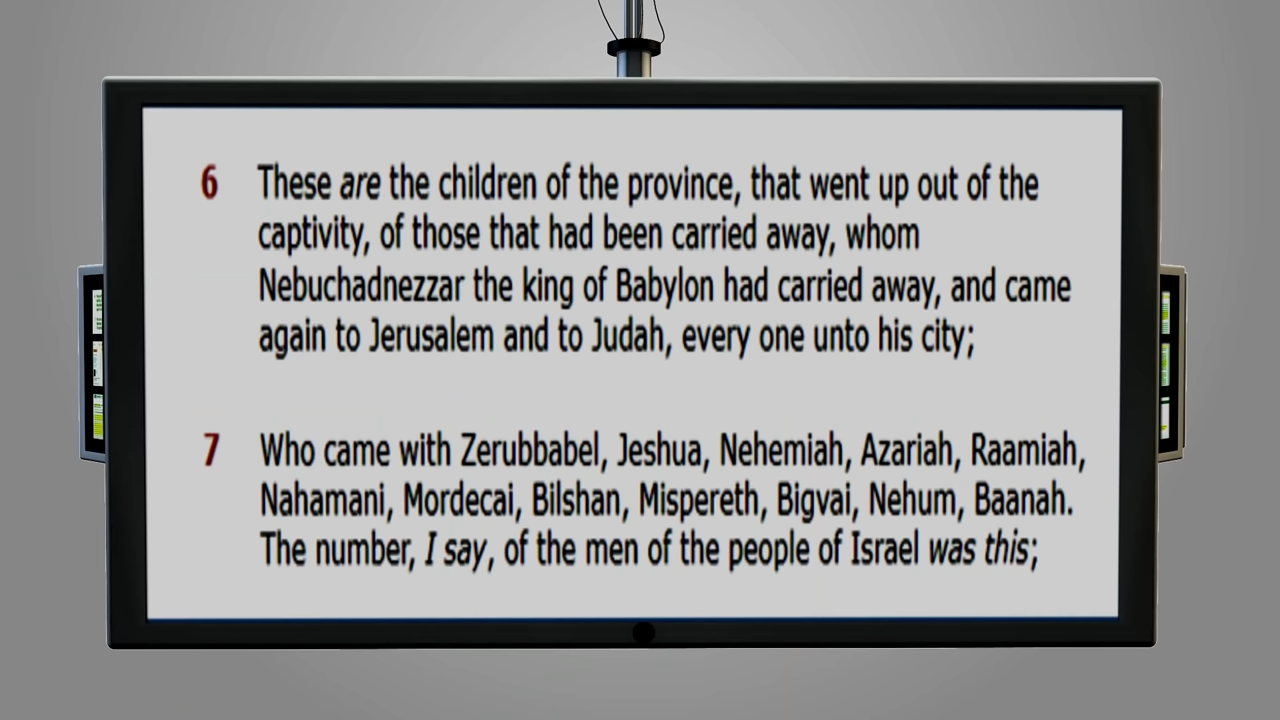 6 These are the children of the province, that went up out of the
captivity, of those that had been carried away, whom
Nebuchadnezzar the king of Babylon had carried away, and came
again to Jerusalem and to Judah, every one unto his city;
7 Who came with Zerubbabel, Jeshua, Nehemiah, Azariah, Raamiah,
Nahamani, Mordecai, Bilshan, Mispereth, Bigvai, Nehum, Baanah.
The number, I say, of the men of the people of Israel was this;